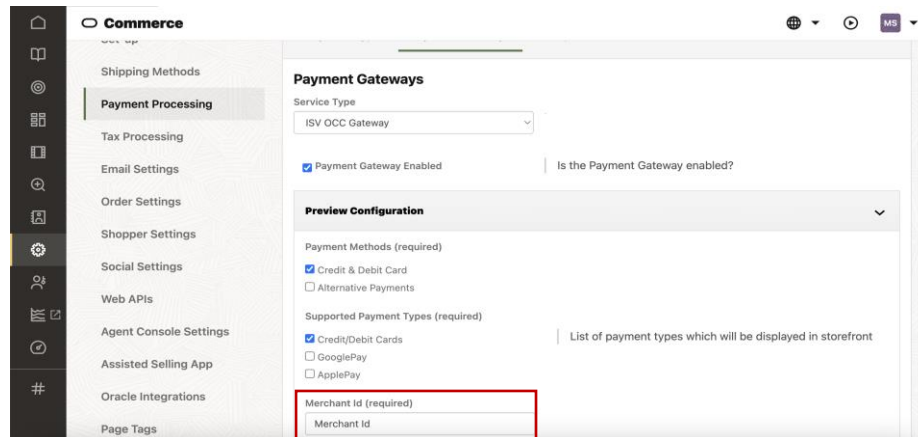 Commerce
MS
Set-up
Shipping Methods
Payment Processing
Tax Processing
Email Settings
Order Settings
Shopper Settings
Social Settings
Web APIs
Agent Console Settings
Assisted Selling App
Oracle Integrations
Page Tags
Payment Gateways
Service Type
ISV OCC Gateway
Payment Gateway Enabled
Is the Payment Gateway enabled?
Preview Configuration
Payment Methods (required)
Credit & Debit Card
Alternative Payments
Supported Payment Types (required)
Credit/Debit Cards
List of payment types which will be displayed in storefront
GooglePay
ApplePay
Merchant Id (required)
Merchant Id